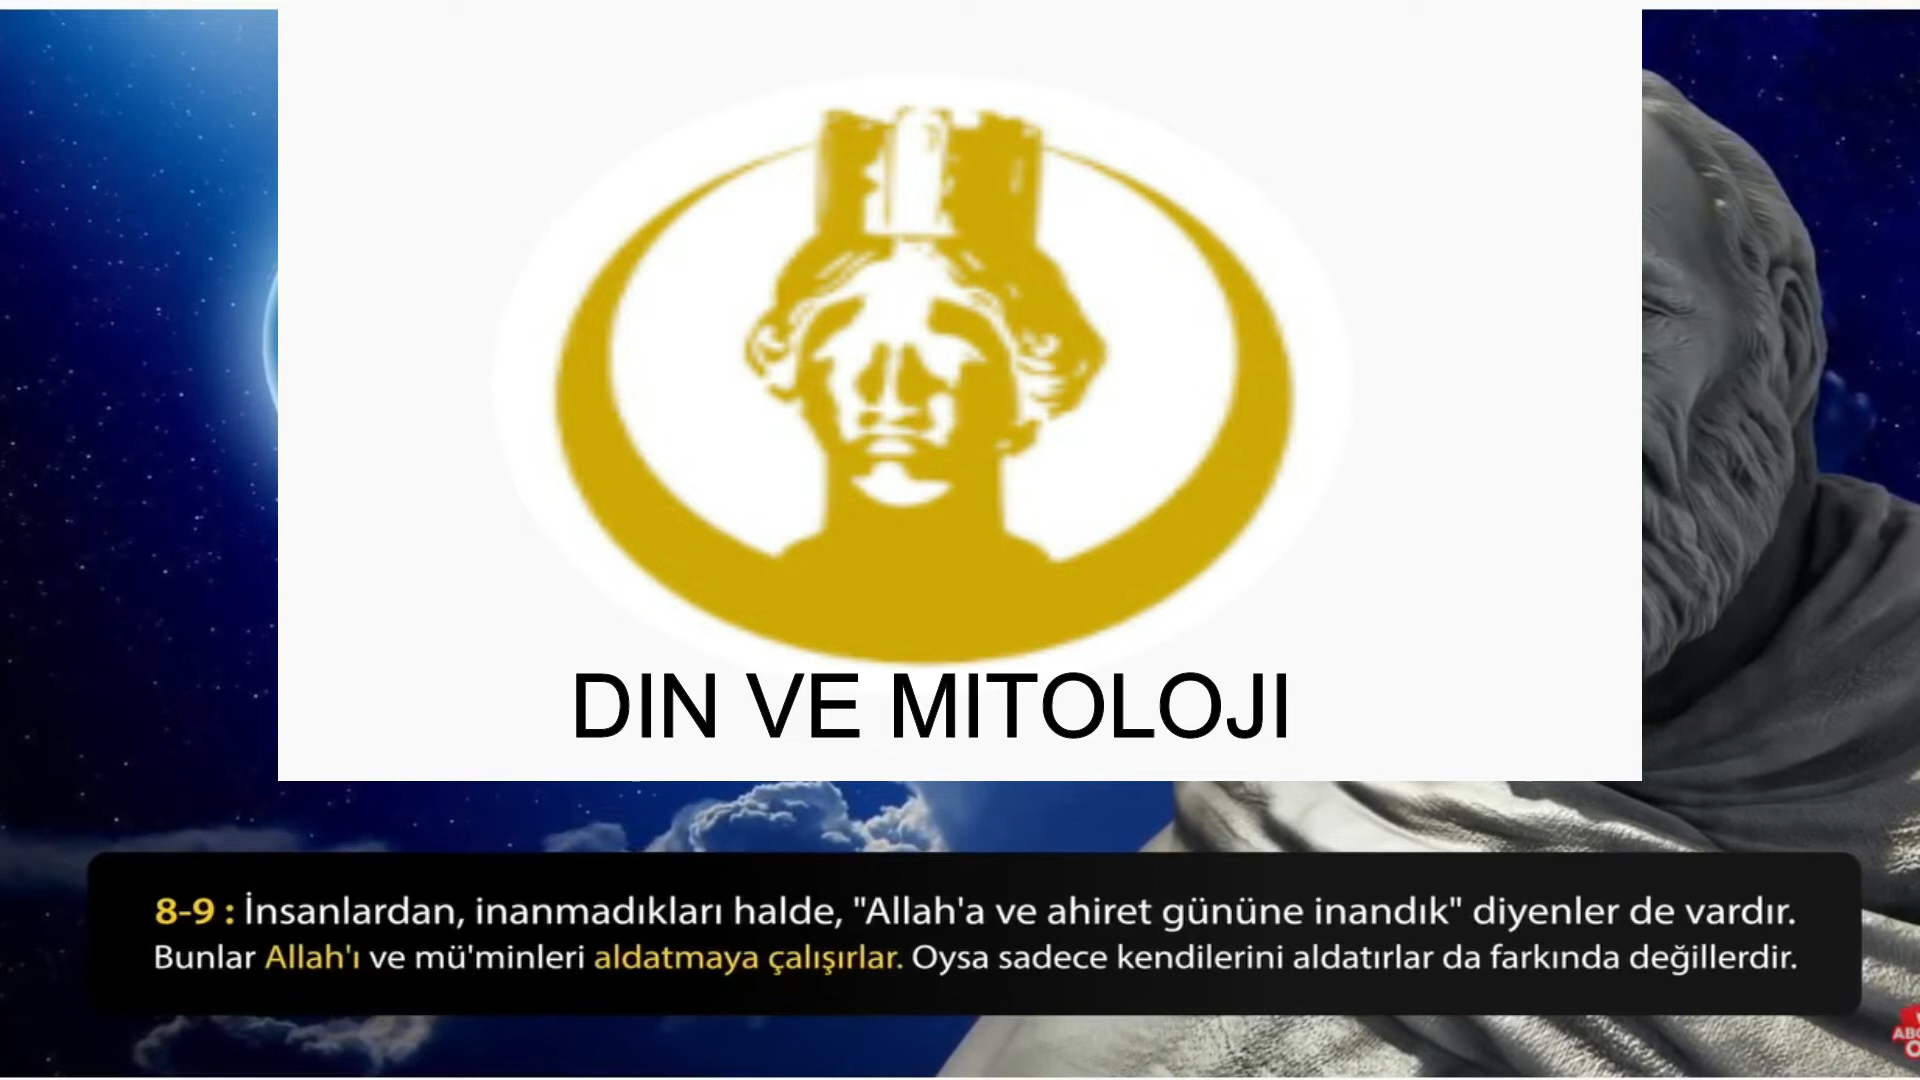 DIN VE MITOLOJI
8-9 : İnsanlardan, inanmadıkları halde, "Allah'a ve ahiret gününe inandık" diyenler de vardır.
Bunlar Allah'ı ve mü'minleri aldatmaya çalışırlar. Oysa sadece kendilerini aldatırlar da farkında değillerdir.